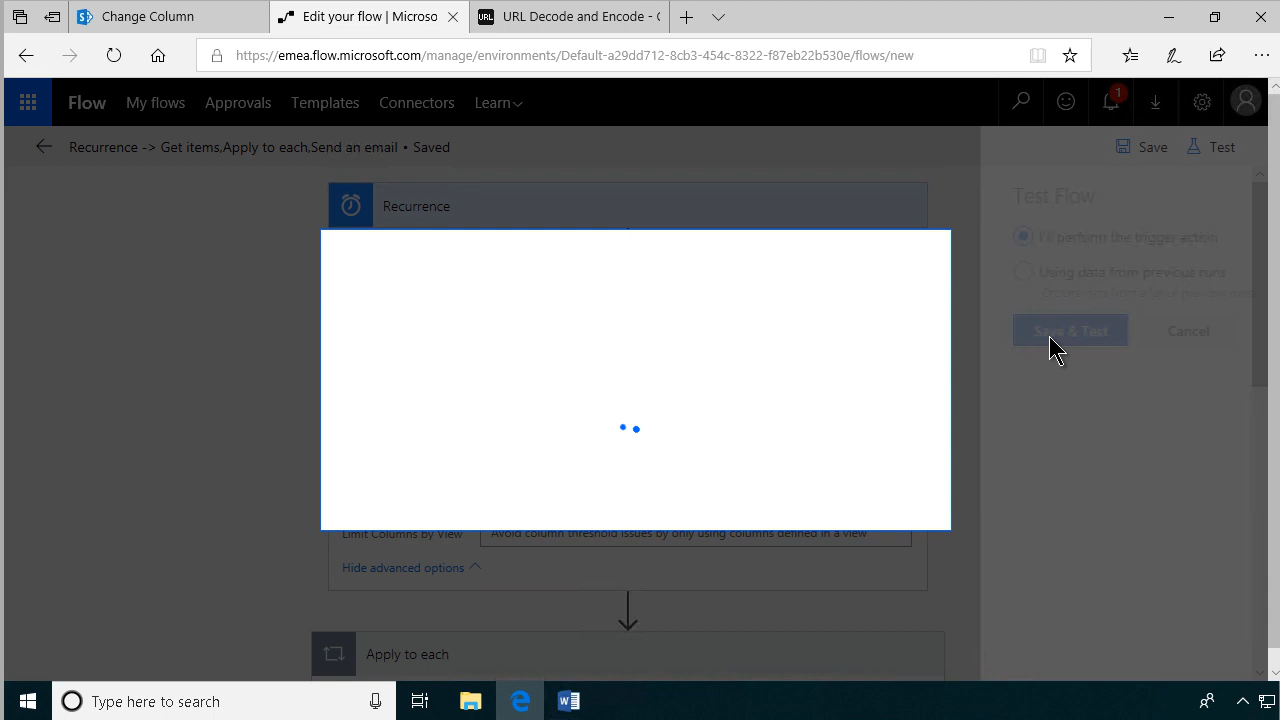 Change Column
Edit your flow | Microso
URL
URL Decode and Encode - C
https://emea.flow.microsoft.com/manage/environments/Default-a29dd712-8cb3-454c-8322-f87eb22b530e/flows/new
Flow
My flows
Approvals
Templates
Connectors
Learn
1
Recurrence -> Get items,Apply to each,Send an email • Saved
Save
Test
Recurrence
Test Flow
I'll perform the trigger action
Using data from previous runs
Save & Test
Cancel
Limit Columns by View
Avoid column threshold issues by only using columns defined in a view
Hide advanced options
Apply to each
Type here to search